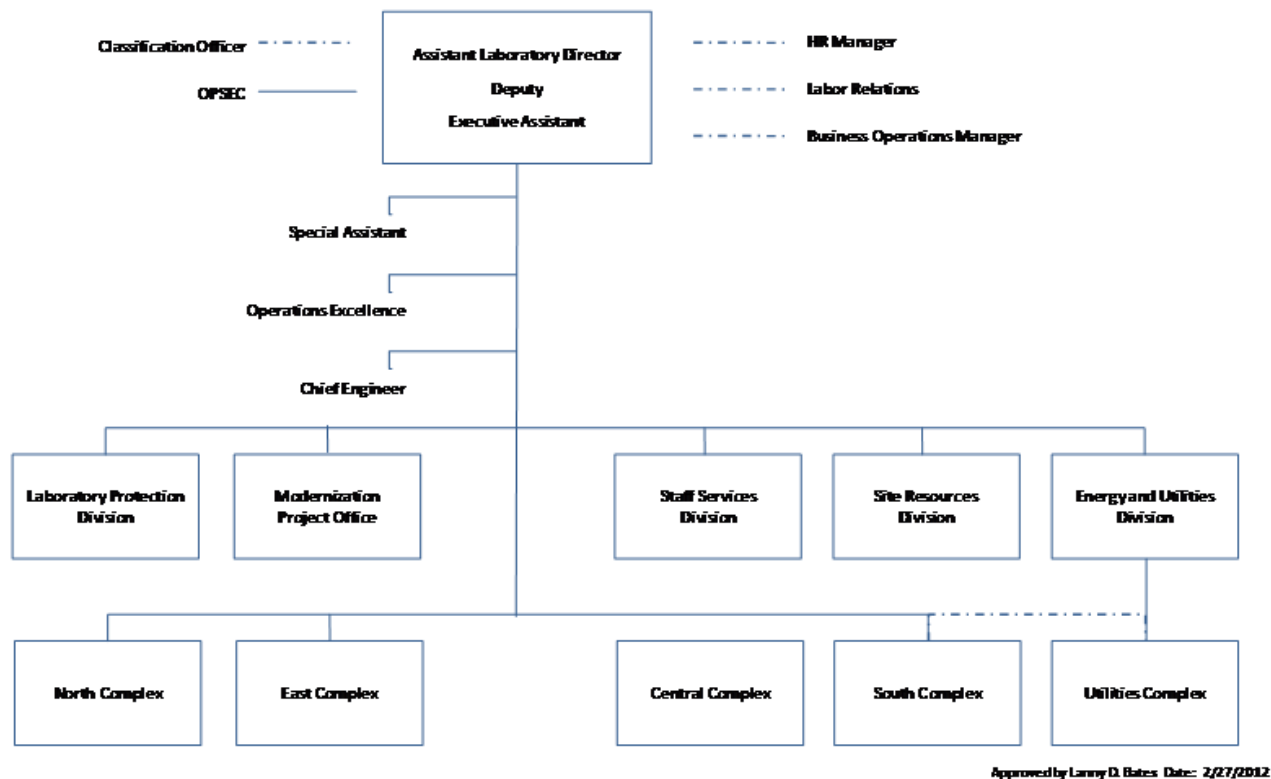 Classification Officer
OPSEC
Assistant Laboratory Director
Deputy
Executive Assistant
HR Manager
Labor Relations
Business Operations Manager
Special Assistant
Operations Excellence
Chief Engineer
Laboratory Protection
Division
Modernization
Project Office
Staff Services
Division
Site Resources
Division
Energy and Utilities
Division
North Complex
East Complex
Central Complex
South Complex
Utilities Complex
Approved by Lanny D. Bates Date: 2/27/2012